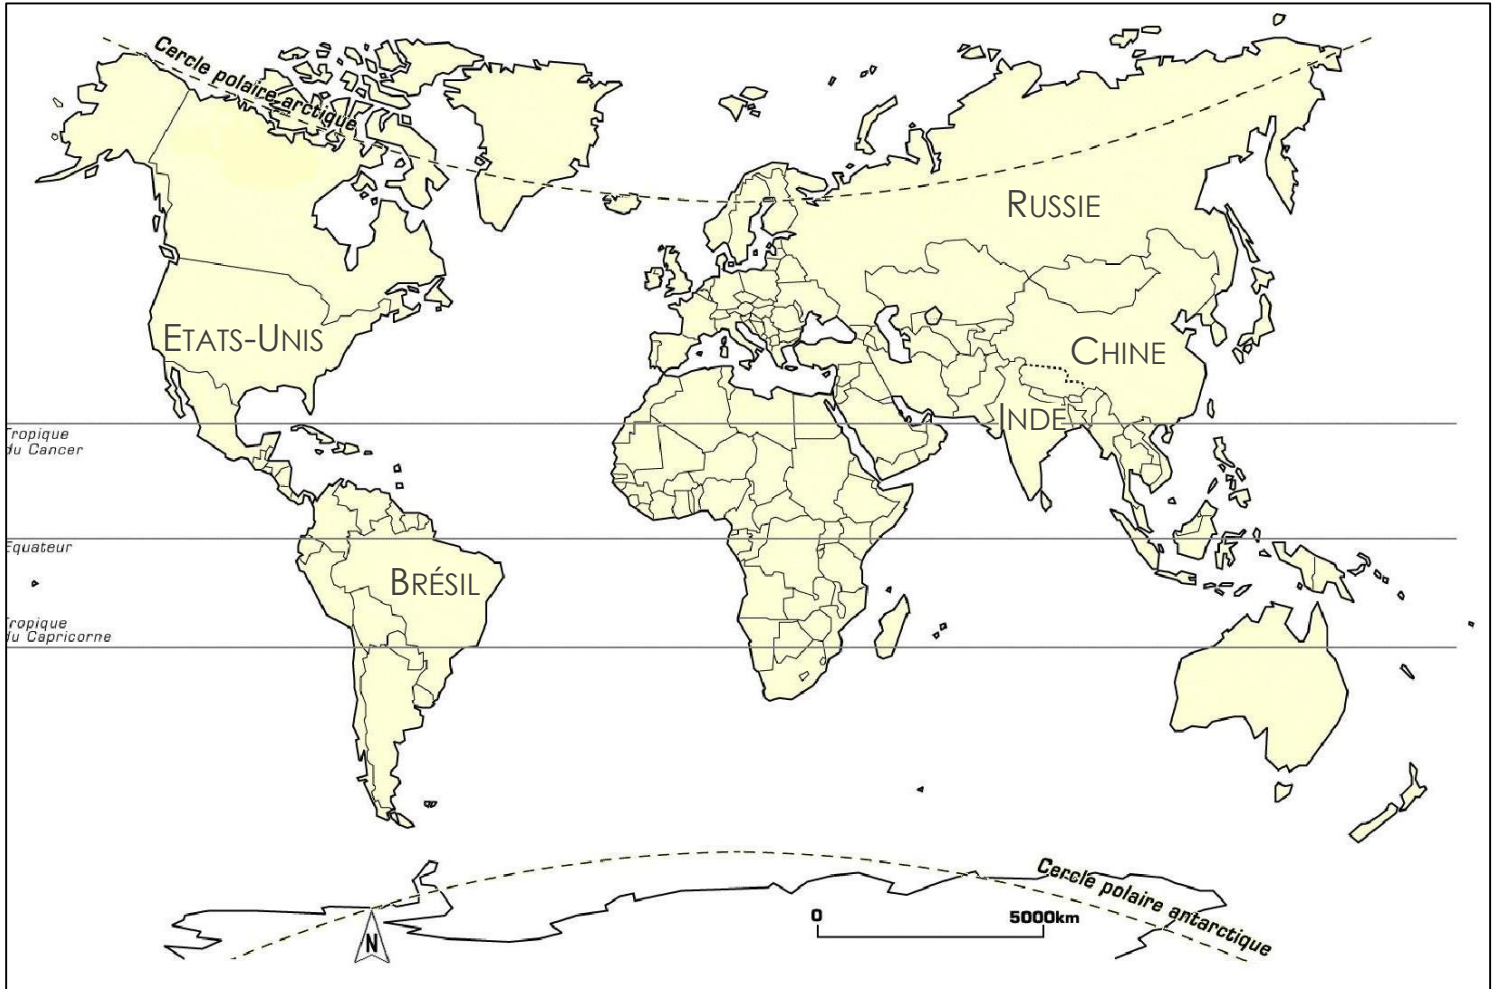 Cercle polaire arctique
RUSSIE
ETATS-UNIS
CHINE
INDE
Tropique
du Cancer
Equateur
BRÉSIL
Tropique
du Capricorne
Cercle polaire antarctique
0 5000km
N